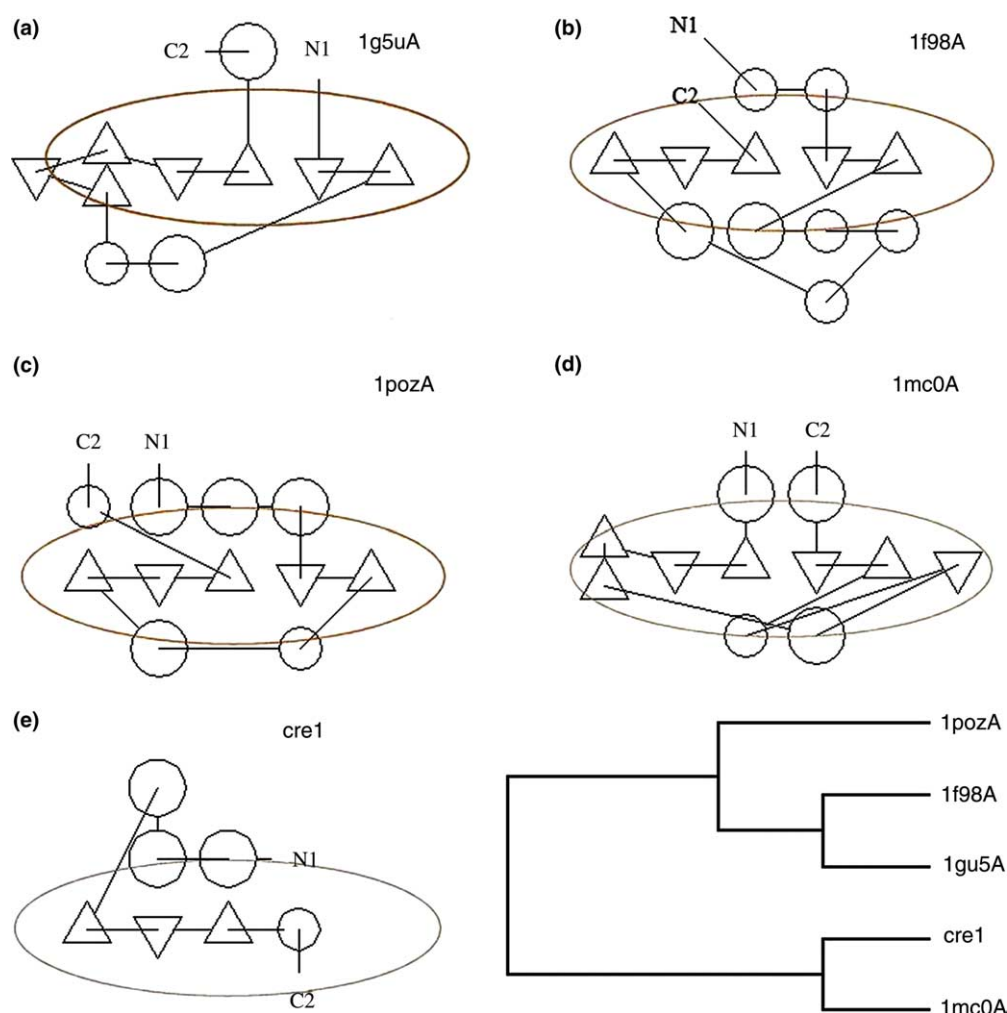 (a)
1g5uA
C2
N1
(b)
1f98A
N1
C2
(c)
1pozA
C2
N1
(d)
1mc0A
N1
C2
(e)
cre1
N1
C2
1pozA
1f98A
1gu5A
cre1
1mc0A